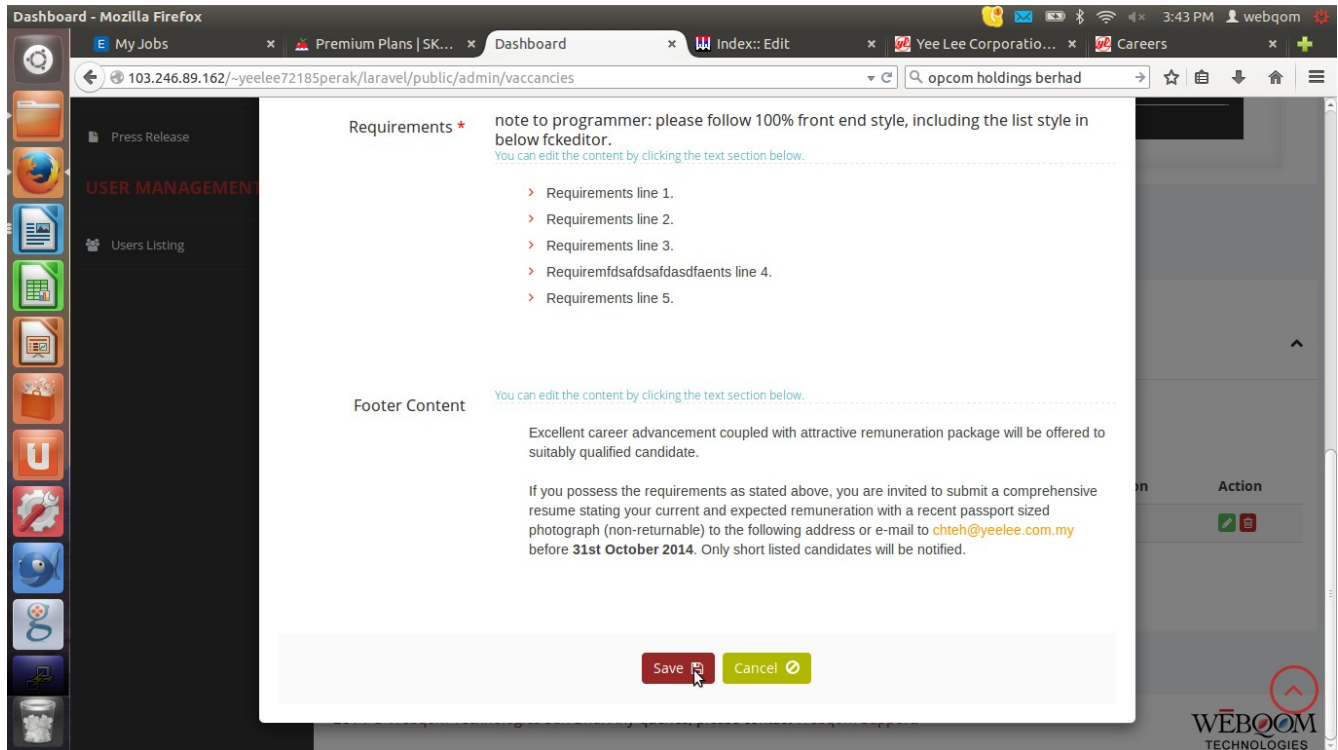 Dashboard - Mozilla Firefox
3:43 PM webqom
My Jobs
Premium Plans | SK...
Dashboard
Index:: Edit
Yee Lee Corporatio...
Careers
103.246.89.162/~yeelee72185perak/laravel/public/admin/vaccancies
opcom holdings berhad
Press Release
USER MANAGEMENT
Users Listing
Requirements *
note to programmer: please follow 100% front end style, including the list style in
below fckeditor.
You can edit the content by clicking the text section below.
Requirements line 1.
Requirements line 2.
Requirements line 3.
Requiremfdsafdsafdasdfaents line 4.
Requirements line 5.
Footer Content
You can edit the content by clicking the text section below.
Excellent career advancement coupled with attractive remuneration package will be offered to
suitably qualified candidate.
If you possess the requirements as stated above, you are invited to submit a comprehensive
resume stating your current and expected remuneration with a recent passport sized
photograph (non-returnable) to the following address or e-mail to chteh@yeelee.com.my
before 31st October 2014. Only short listed candidates will be notified.
on Action
Save
Cancel
WEBQOM
TECHNOLOGIES